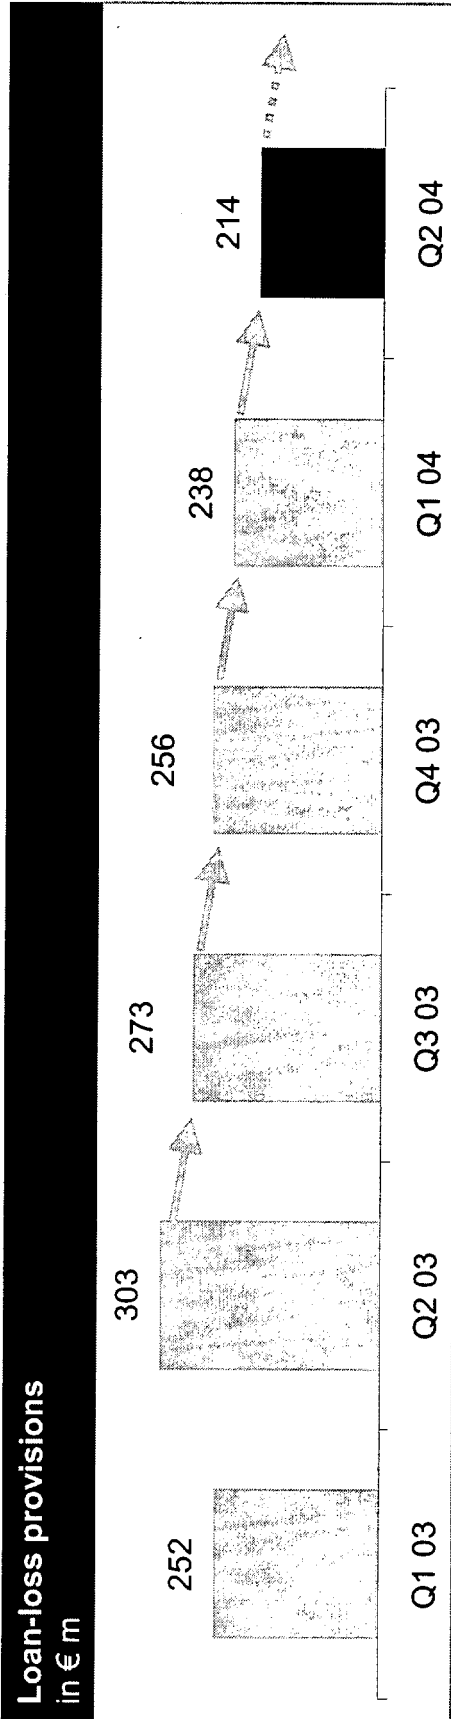 Loan-loss provisions
in € m
252
303
273
256
238
214
Q1 03
Q2 03
Q3 03
Q4 03
Q1 04
Q2 04